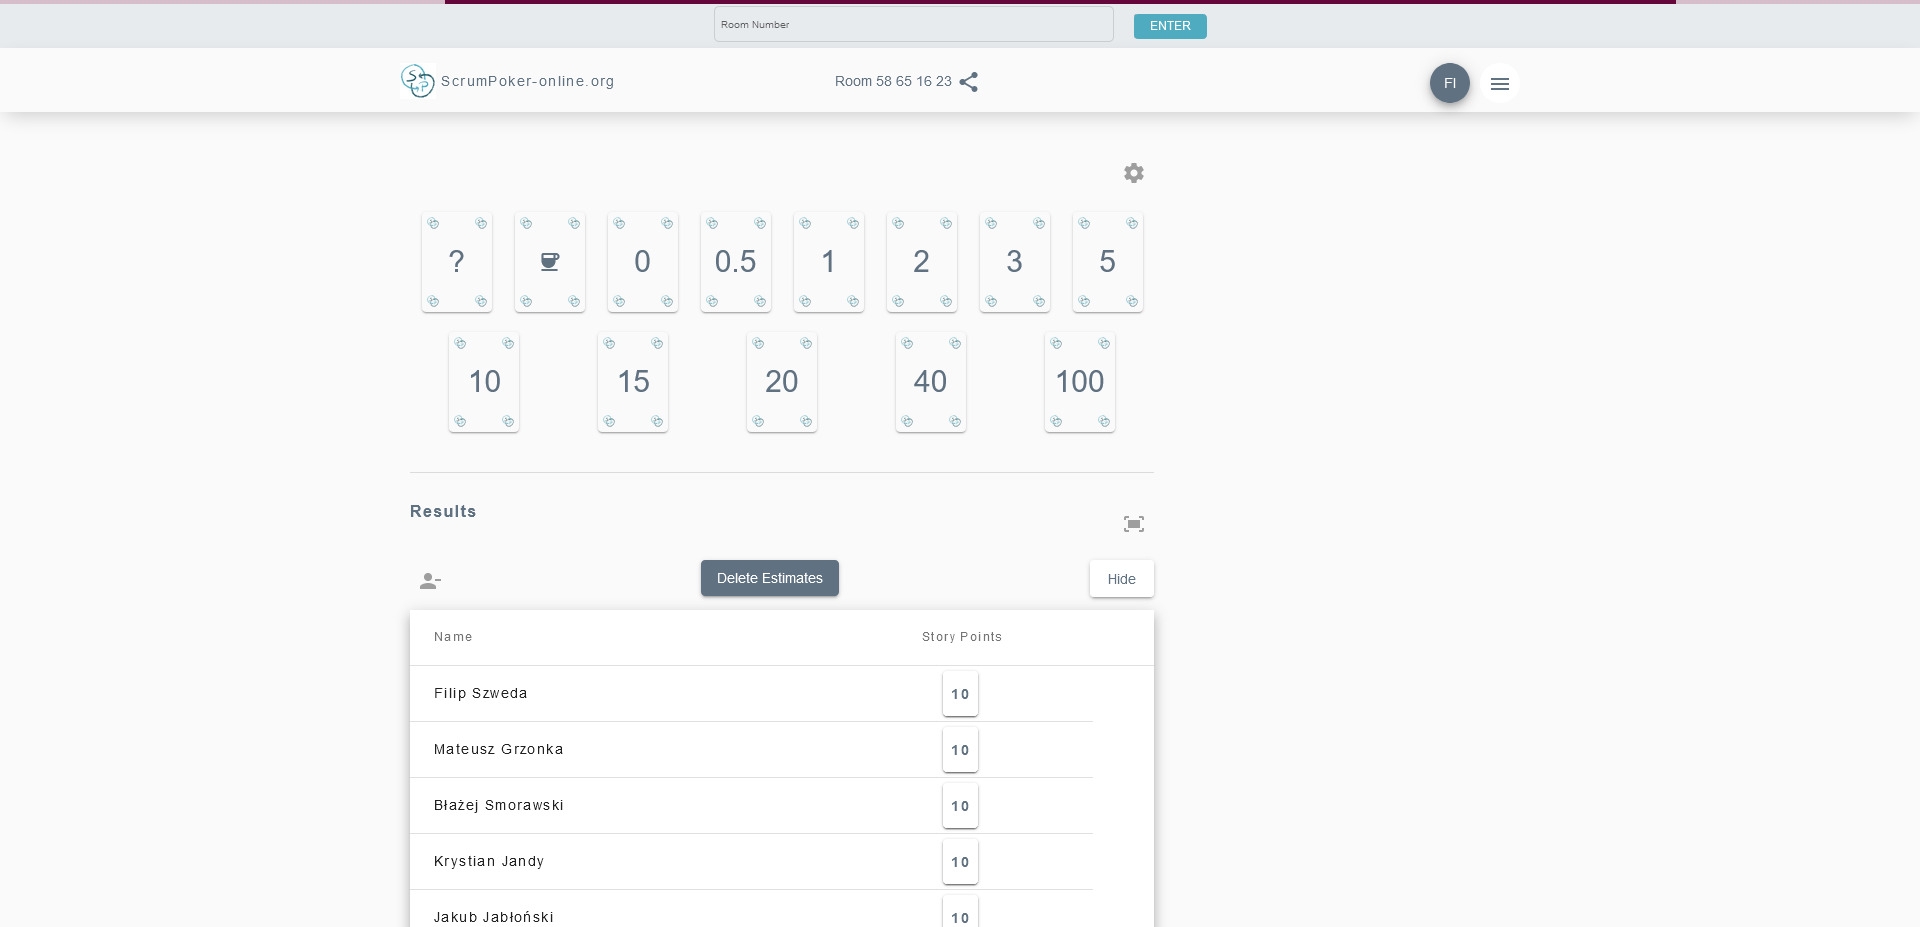 Room Number
ENTER
ScrumPoker-online.org
Room 58 65 16 23
FI
? 0 0.5 1 2 3 5
10 15 20 40 100
Results
Delete Estimates
Hide
Name Story Points
Filip Szweda 10
Mateusz Grzonka 10
Błażej Smorawski 10
Krystian Jandy 10
Jakub Jabłoński 10